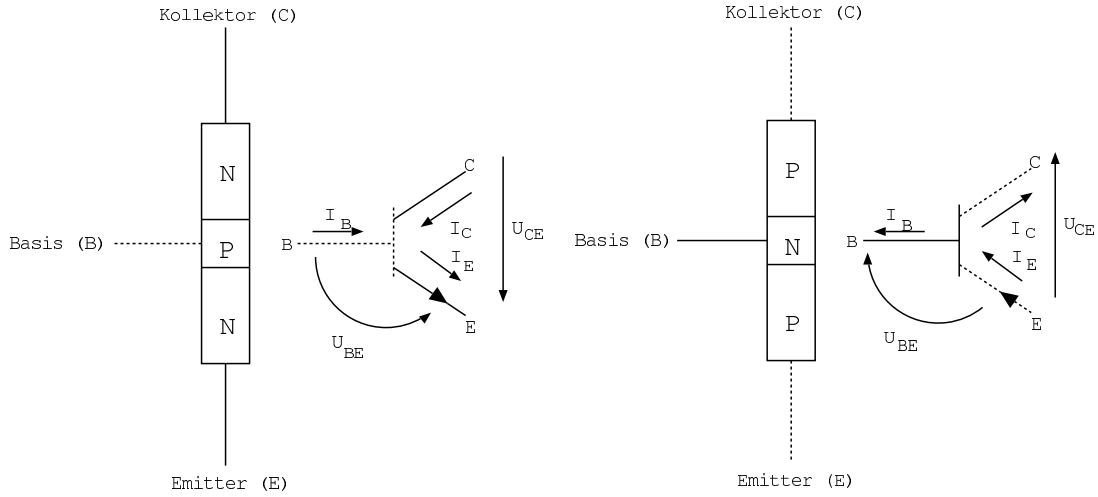 Kollektor (C)
N
P
N
Basis (B)
Emitter (E)
B
I_B
C
I_C
I_E
E
U_CE
U_BE
Kollektor (C)
P
N
P
Basis (B)
Emitter (E)
B
I_B
C
I_C
I_E
E
U_CE
U_BE